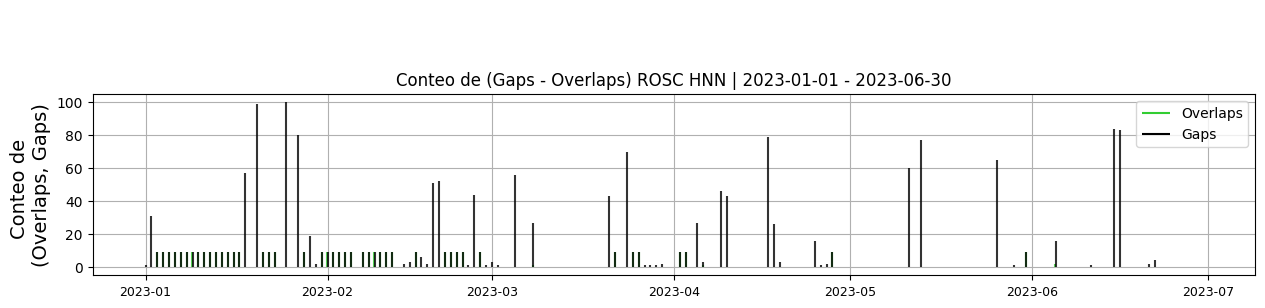 Conteo de (Gaps - Overlaps) ROSC HNN | 2023-01-01 - 2023-06-30
Conteo de
(Overlaps, Gaps)
100
80
60
40
20
0
Overlaps
Gaps
2023-01
2023-02
2023-03
2023-04
2023-05
2023-06
2023-07